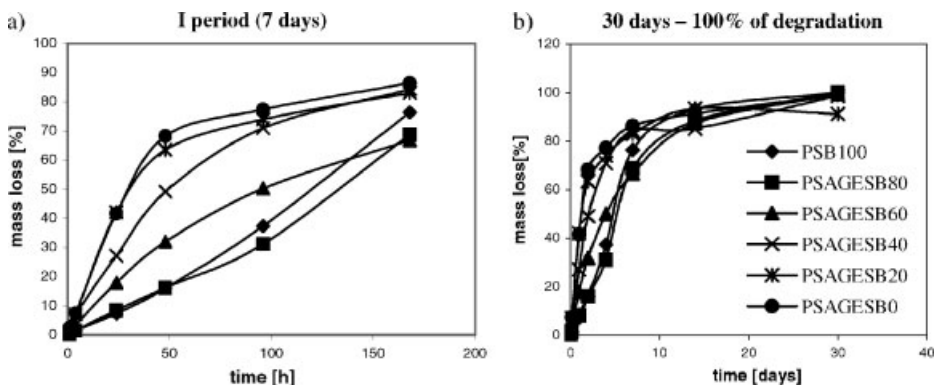 a)
I period (7 days)
100
90
80
70
60
50
40
30
20
10
0
mass loss [%]
0
50
100
150
200
time [h]
b)
30 days – 100% of degradation
120
100
80
60
40
20
0
mass loss[%]
0
10
20
30
40
time [days]
PSB100
PSAGESB80
PSAGESB60
PSAGESB40
PSAGESB20
PSAGESB0